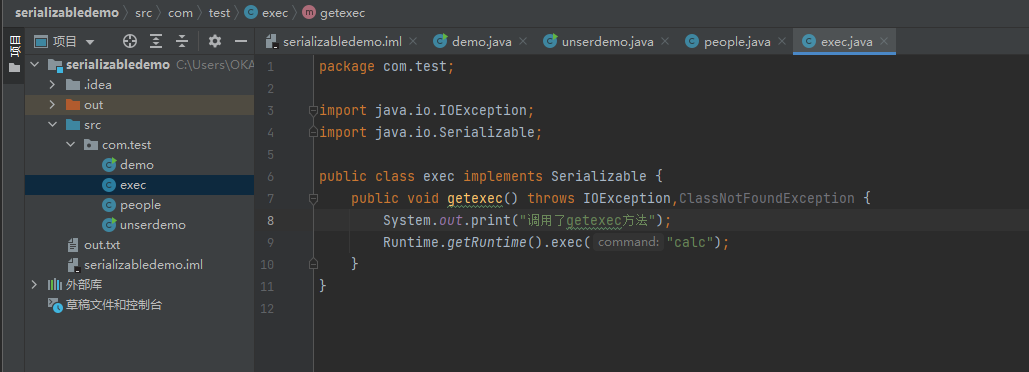 serializabledemo src com test exec getexec
项目
项目 serializabledemo.iml demo.java unserdemo.java people.java exec.java
serializabledemo C:\Users\OKA
.idea
out
src
com.test
demo
exec
people
unserdemo
out.txt
serializabledemo.iml
外部库
草稿文件和控制台
1 package com.test;
2
3 import java.io.IOException;
4 import java.io.Serializable;
5
6 public class exec implements Serializable {
7 public void getexec() throws IOException,ClassNotFoundException {
8 System.out.print("调用了getexec方法");
9 Runtime.getRuntime().exec( command: "calc");
10 }
11 }
12